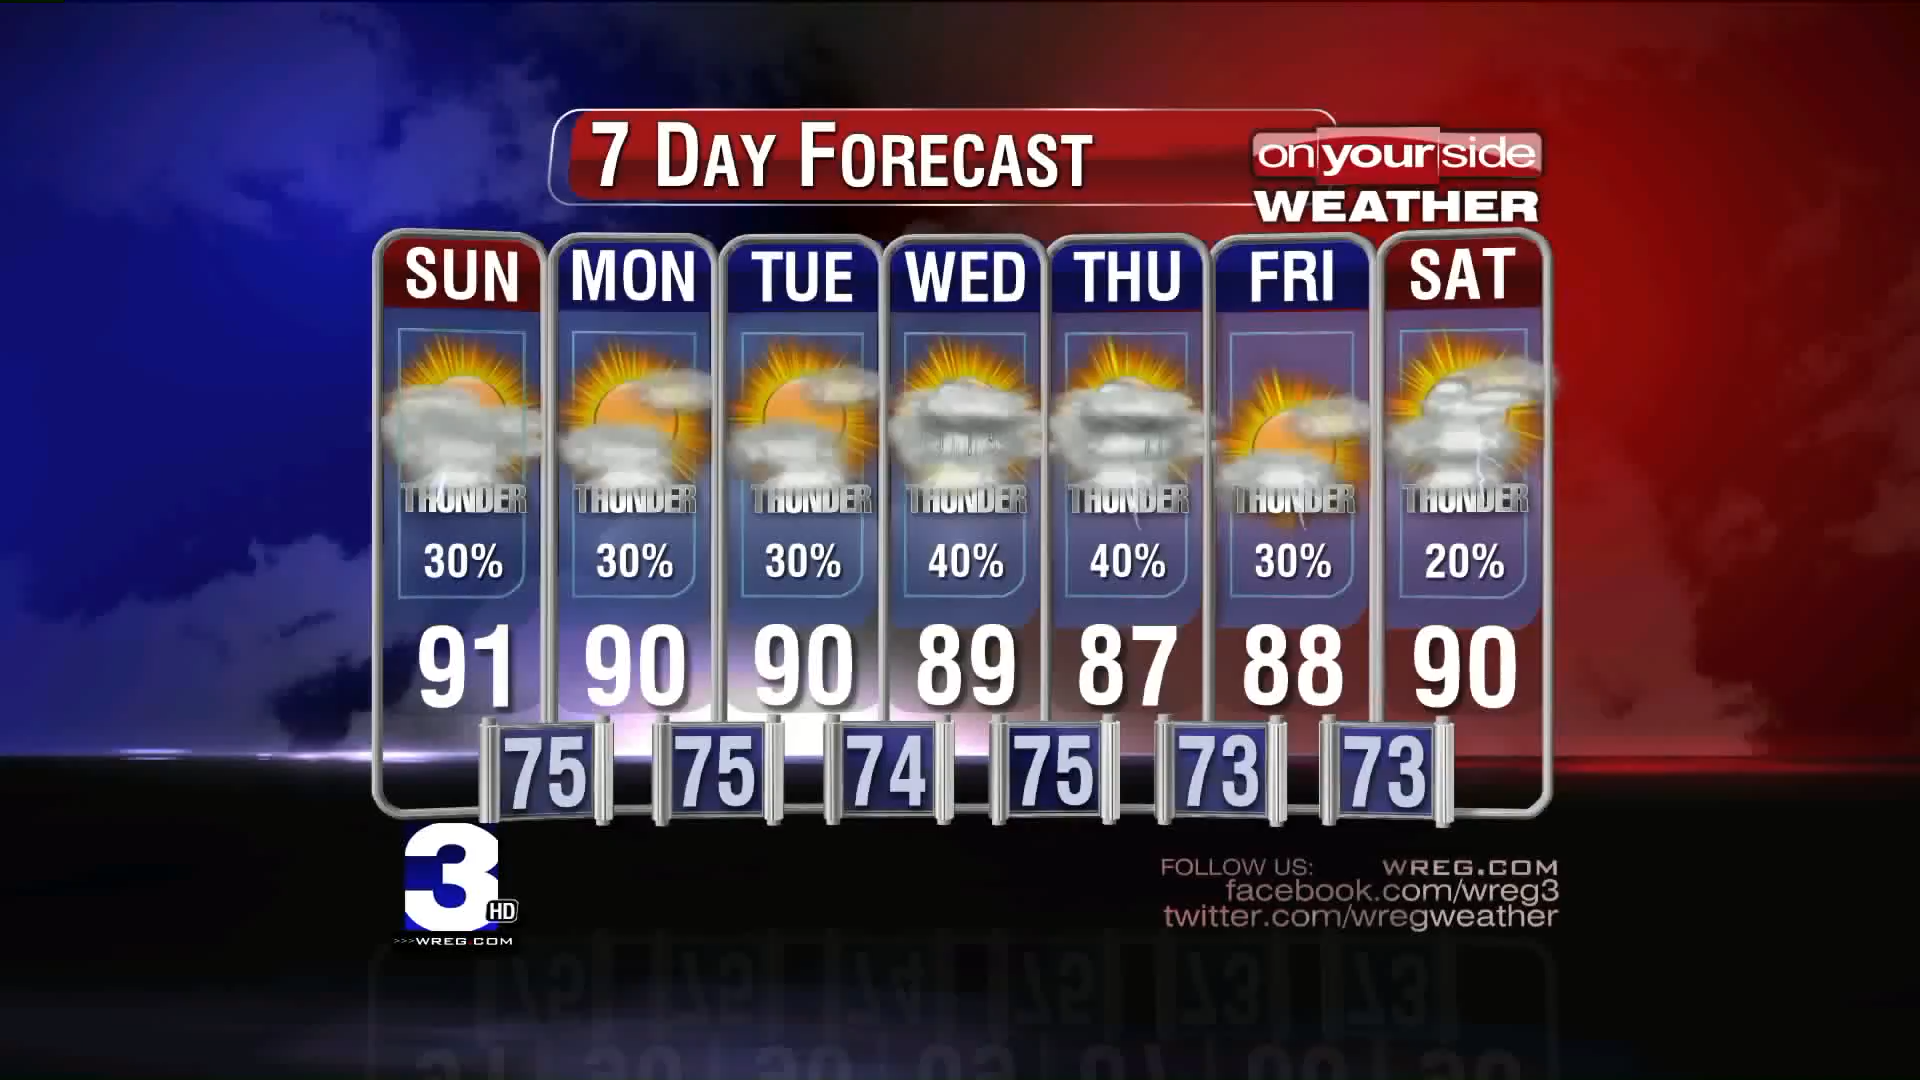 7 DAY FORECAST
on your side
WEATHER
SUN MON TUE WED THU FRI SAT
THUNDER THUNDER THUNDER THUNDER THUNDER THUNDER THUNDER
30% 30% 30% 40% 40% 30% 20%
91 90 90 89 87 88 90
75 75 74 75 73 73
3
HD
>>>WREG.COM
FOLLOW US: WREG.COM
facebook.com/wreg3
twitter.com/wregweather